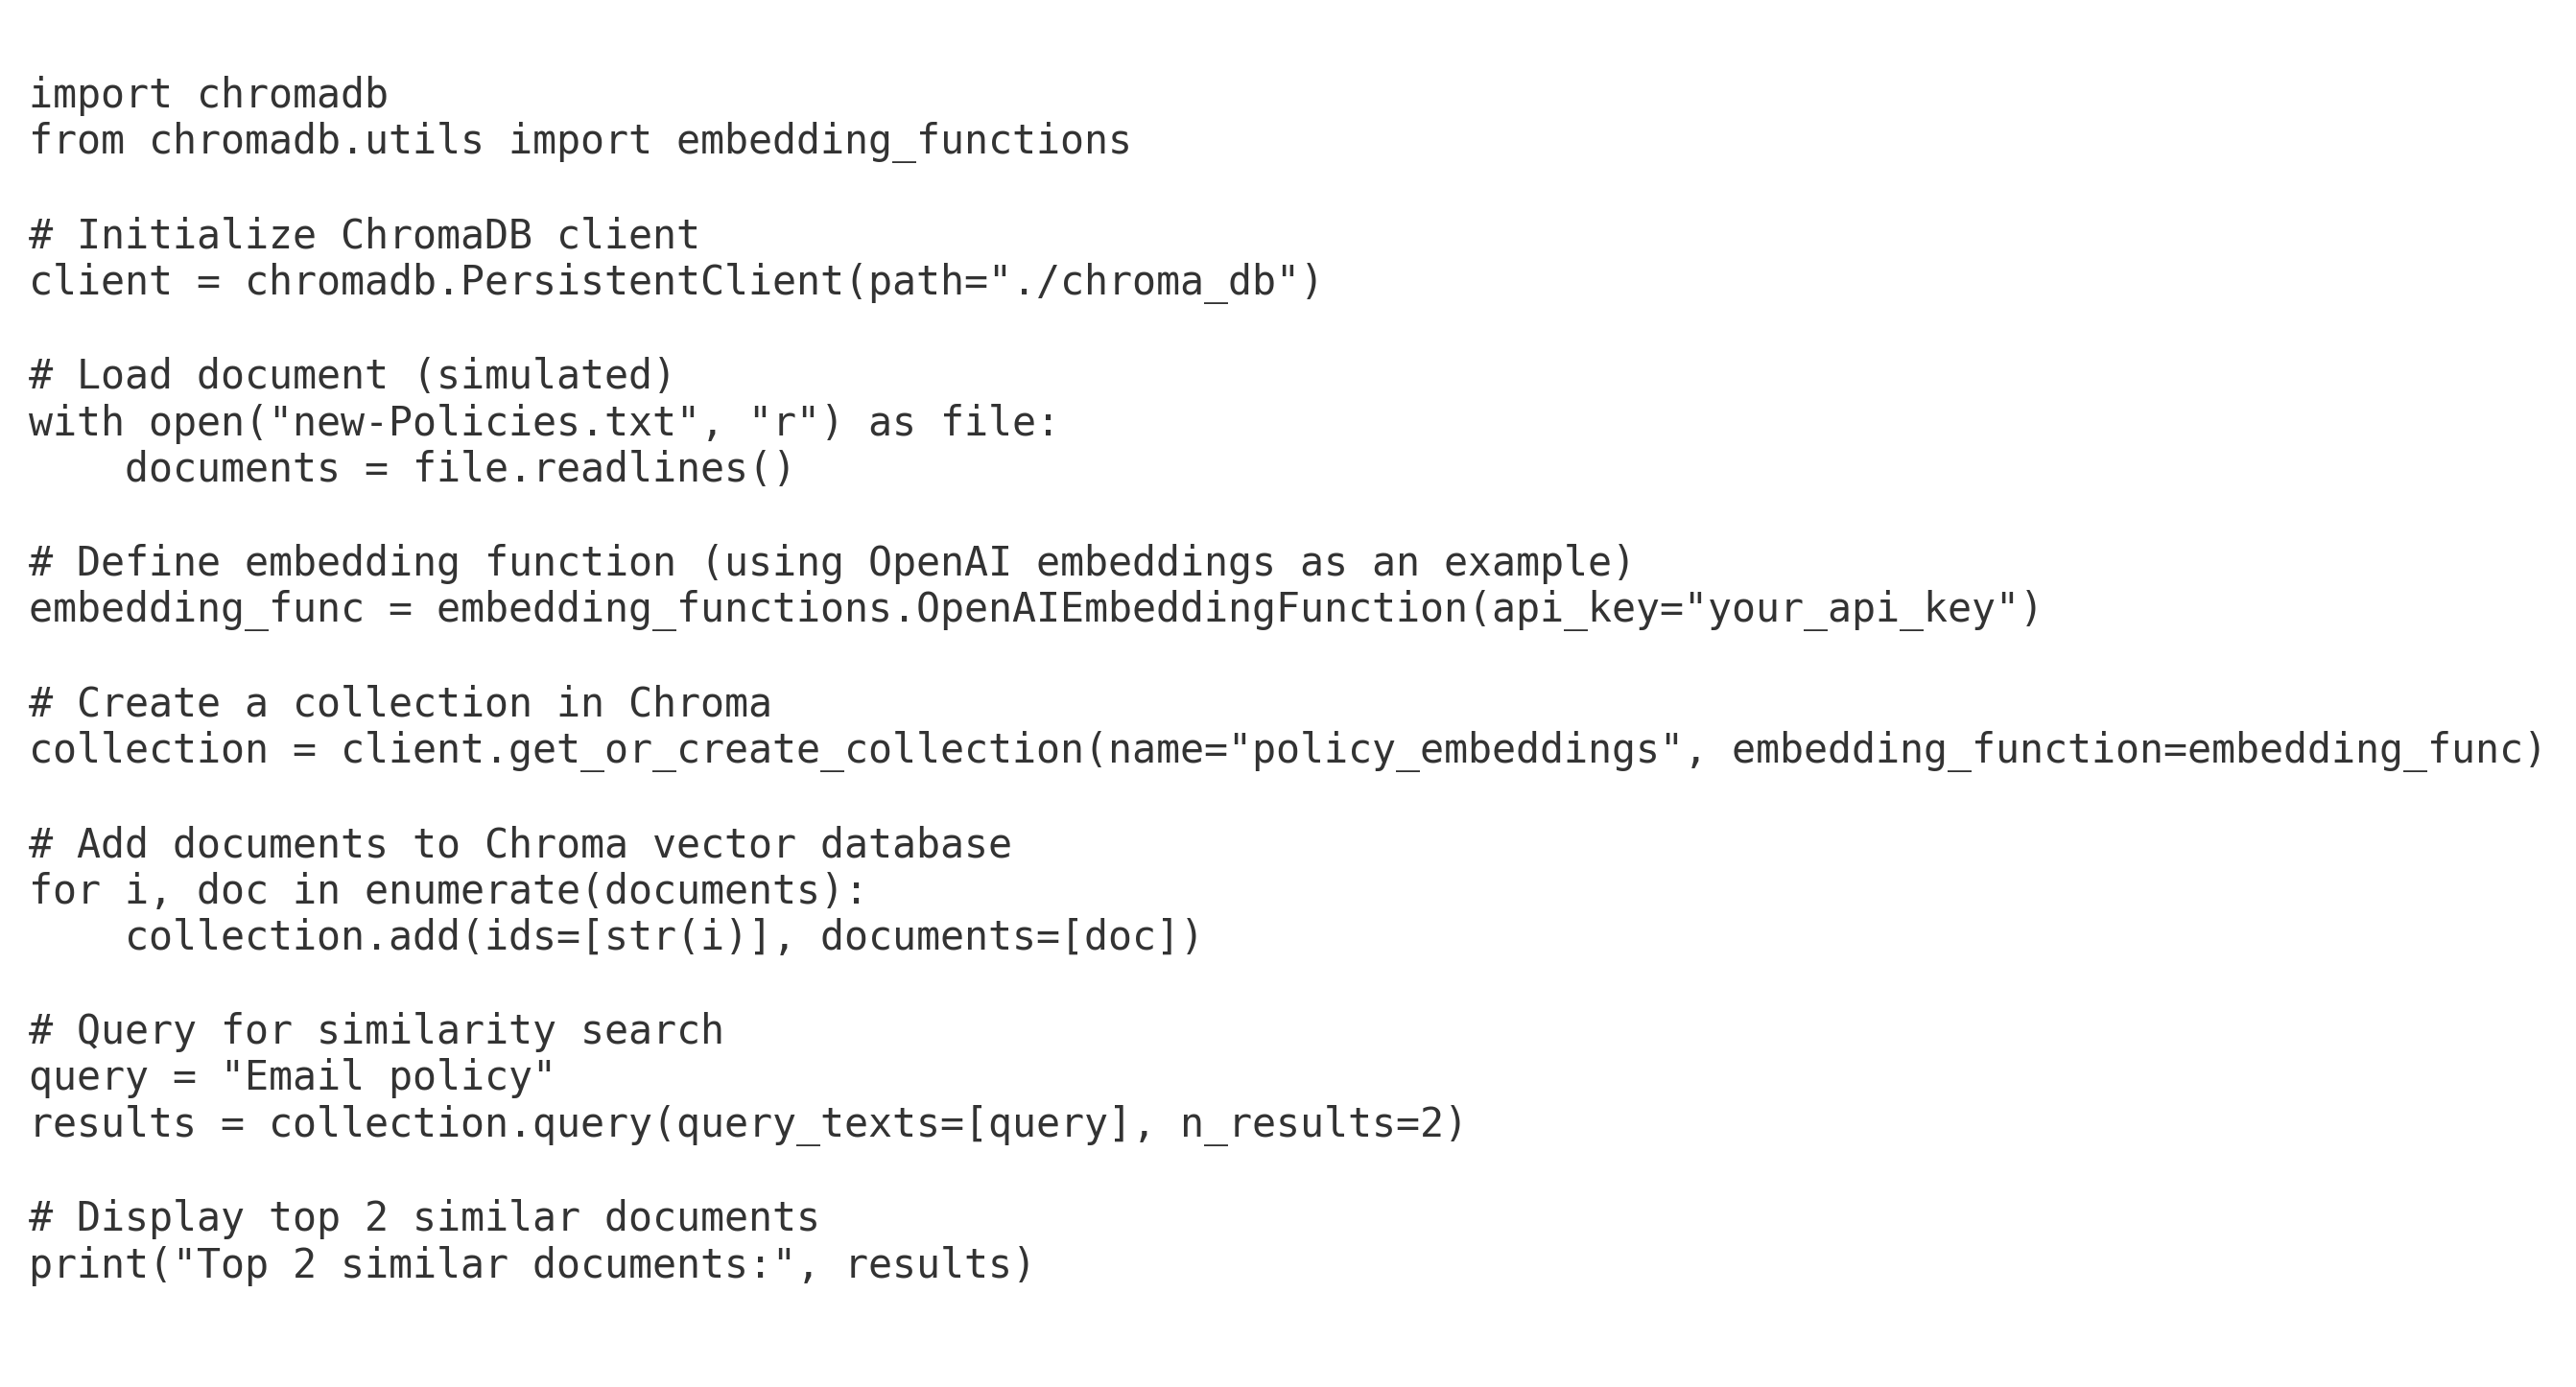 import chromadb
from chromadb.utils import embedding_functions

# Initialize ChromaDB client
client = chromadb.PersistentClient(path="./chroma_db")

# Load document (simulated)
with open("new-Policies.txt", "r") as file:
    documents = file.readlines()

# Define embedding function (using OpenAI embeddings as an example)
embedding_func = embedding_functions.OpenAIEmbeddingFunction(api_key="your_api_key")

# Create a collection in Chroma
collection = client.get_or_create_collection(name="policy_embeddings", embedding_function=embedding_func)

# Add documents to Chroma vector database
for i, doc in enumerate(documents):
    collection.add(ids=[str(i)], documents=[doc])

# Query for similarity search
query = "Email policy"
results = collection.query(query_texts=[query], n_results=2)

# Display top 2 similar documents
print("Top 2 similar documents:", results)